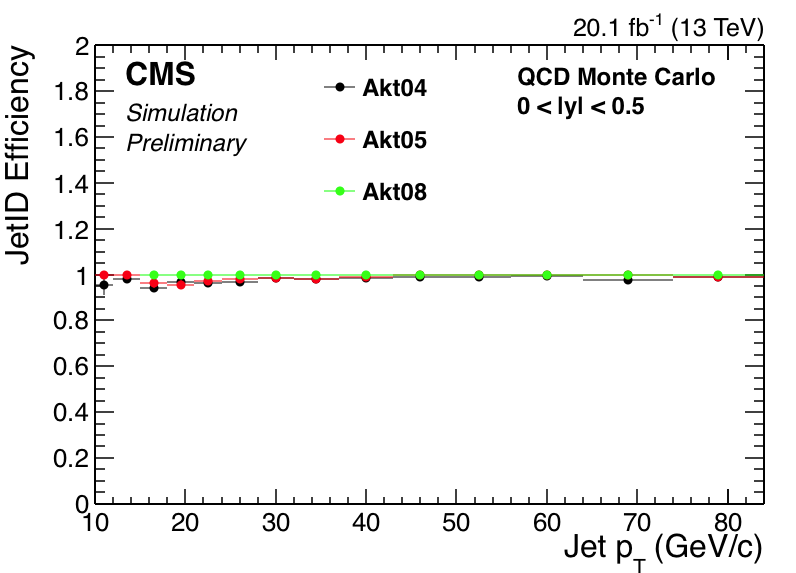 20.1 fb⁻¹ (13 TeV)
CMS
Simulation
Preliminary
Akt04
Akt05
Akt08
QCD Monte Carlo
0 < |y| < 0.5
JetID Efficiency
2
1.8
1.6
1.4
1.2
1
0.8
0.6
0.4
0.2
0
10 20 30 40 50 60 70 80
Jet p_T (GeV/c)